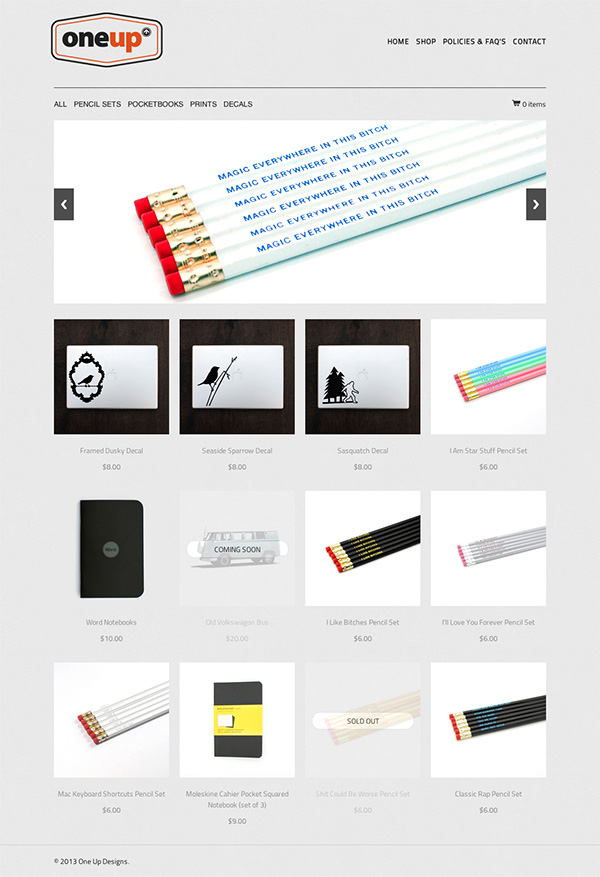 oneup
HOME SHOP POLICIES & FAQ'S CONTACT
ALL PENCIL SETS POCKETBOOKS PRINTS DECALS
0 items
MAGIC EVERYWHERE IN THIS BITCH
MAGIC EVERYWHERE IN THIS BITCH
MAGIC EVERYWHERE IN THIS BITCH
MAGIC EVERYWHERE IN THIS BITCH
MAGIC EVERYWHERE IN THIS BITCH
MAGIC EVERYWHERE IN THIS BITCH
Framed Dusky Decal
$8.00
Seaside Sparrow Decal
$8.00
Sasquatch Decal
$8.00
I Am Star Stuff Pencil Set
$6.00
Word
Word Notebooks
$10.00
COMING SOON
Old Volkswagon Bus
$20.00
I Like Bitches Pencil Set
$6.00
I'll Love You Forever Pencil Set
$6.00
Mac Keyboard Shortcuts Pencil Set
$6.00
Moleskine Cahier Pocket Squared
Notebook (set of 3)
$9.00
SOLD OUT
Shit Could Be Worse Pencil Set
$6.00
Classic Rap Pencil Set
$6.00
© 2013 One Up Designs.